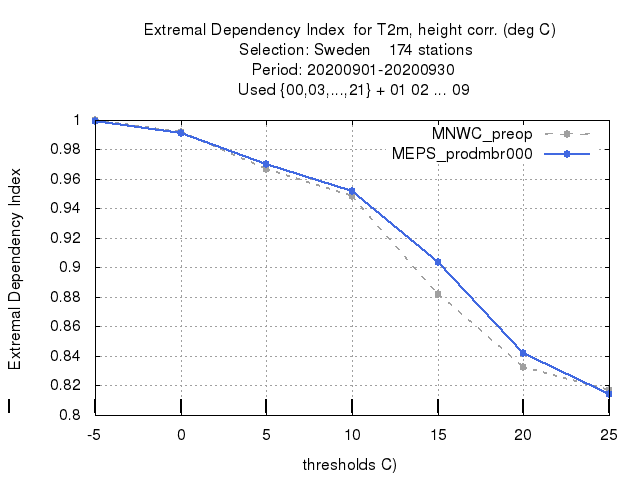 Extremal Dependency Index  for T2m, height corr. (deg C)
Selection: Sweden    174 stations
Period: 20200901-20200930
Used {00,03,...,21} + 01 02 ... 09
MNWC_preop
MEPS_prodmbr000
1
0.98
0.96
0.94
0.92
0.9
0.88
0.86
0.84
0.82
0.8
Extremal Dependency Index
-5 0 5 10 15 20 25
thresholds C)